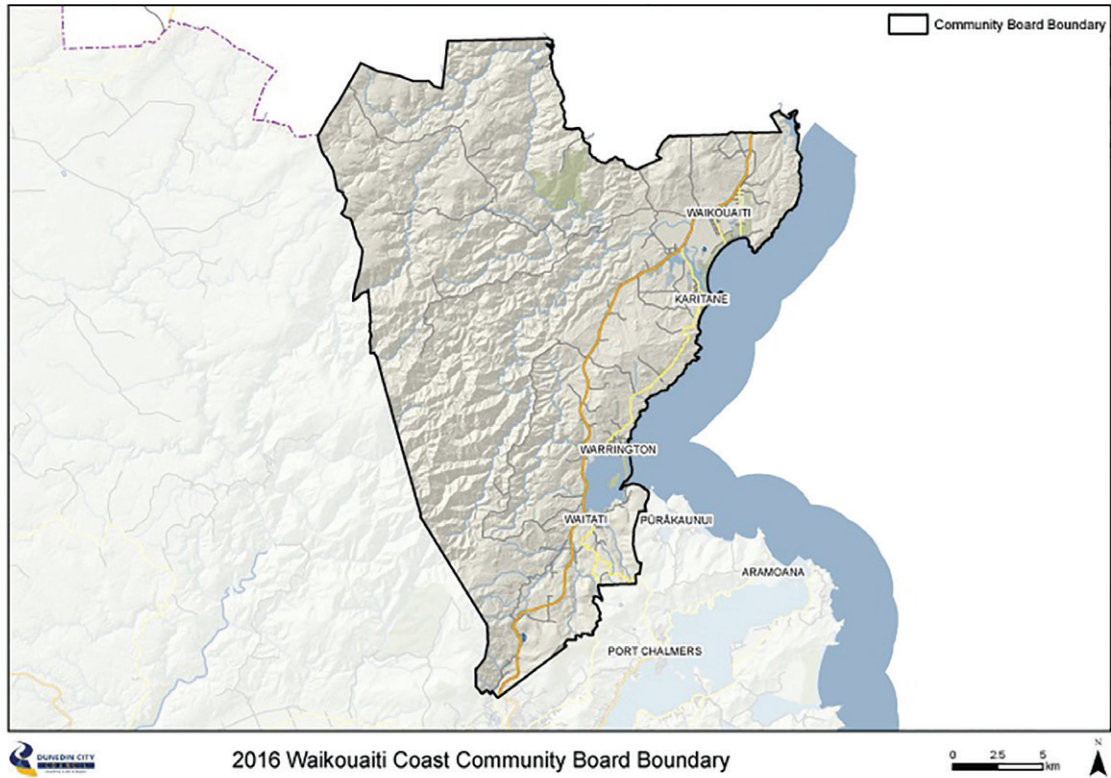 Community Board Boundary
WAIKOUAITI
KARITANE
WARRINGTON
WAITATI
PŪRĀKAUNUI
ARAMOANA
PORT CHALMERS
DUNEDIN CITY
COUNCIL
2016 Waikouaiti Coast Community Board Boundary
0 2.5 5
km
N